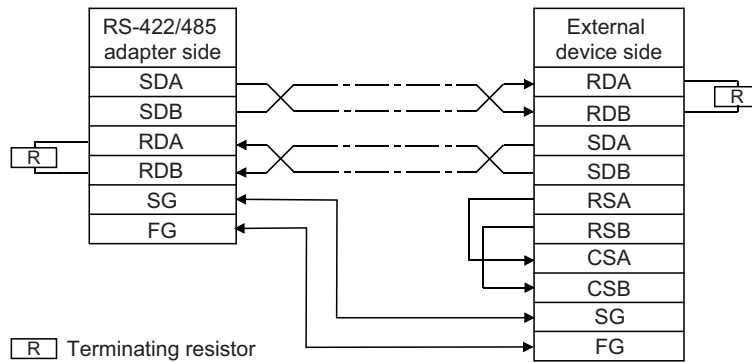 RS-422/485
adapter side
SDA
SDB
RDA
RDB
SG
FG
R
External
device side
RDA
RDB
SDA
SDB
RSA
RSB
CSA
CSB
SG
FG
R
R Terminating resistor